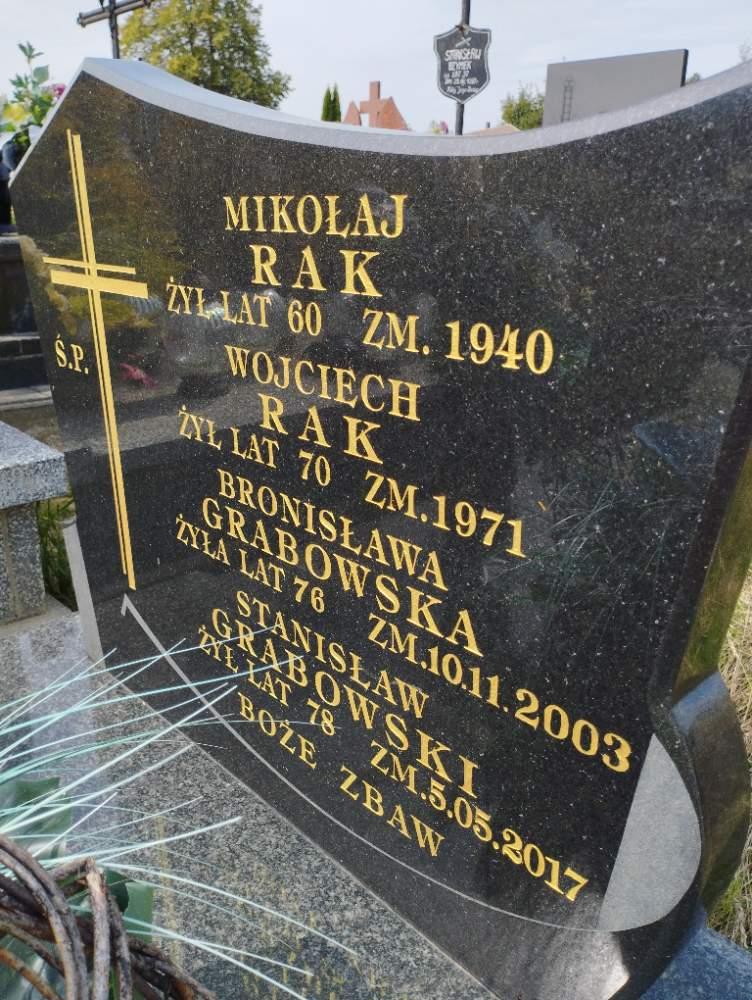 STANISŁAW
MIKOŁAJ
RAK
ŻYŁ LAT 60 ZM. 1940
Ś.P.
WOJCIECH
RAK
ŻYŁ LAT 70 ZM.1971
BRONISŁAWA
GRABOWSKA
ŻYŁA LAT 76 ZM.10.11.2003
STANISŁAW
GRABOWSKI
ŻYŁ LAT 78 ZM.5.05.2017
BOŻE ZBAW